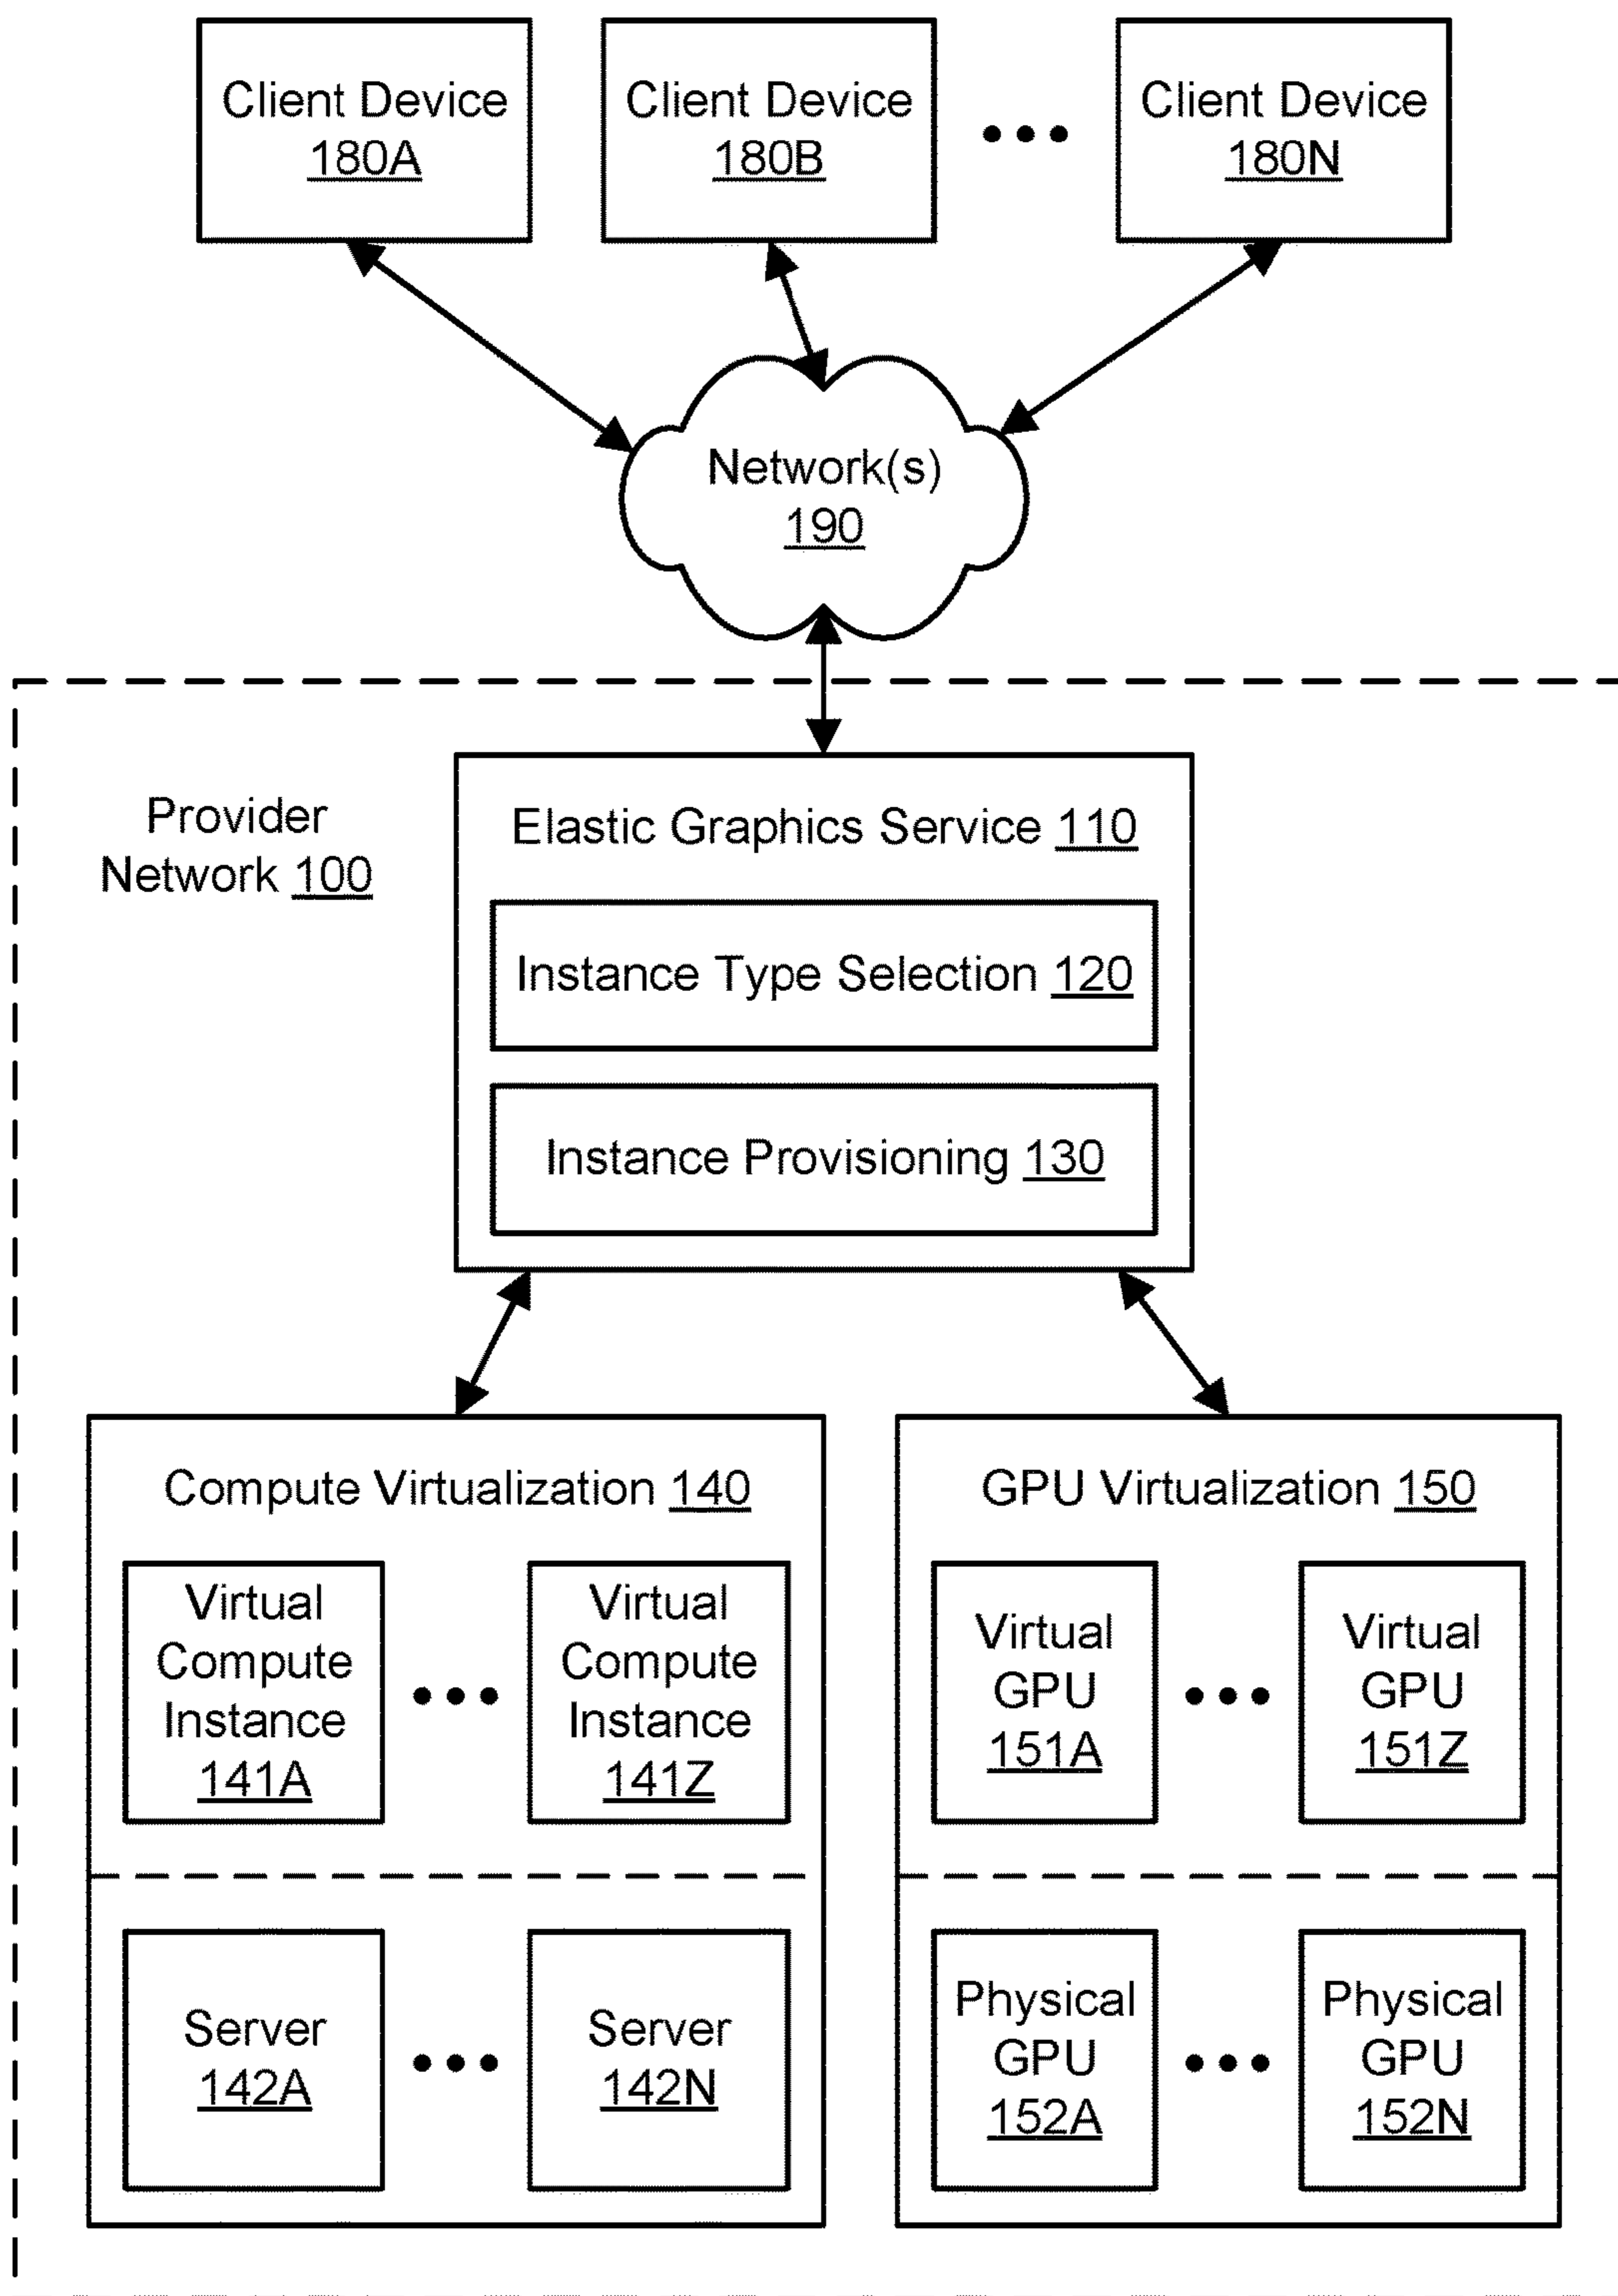 Client Device
180A
Client Device
180B
Client Device
180N
Network(s)
190
Provider
Network 100
Elastic Graphics Service 110
Instance Type Selection 120
Instance Provisioning 130
Compute Virtualization 140
Virtual
Compute
Instance
141A
Virtual
Compute
Instance
141Z
Server
142A
Server
142N
GPU Virtualization 150
Virtual
GPU
151A
Virtual
GPU
151Z
Physical
GPU
152A
Physical
GPU
152N